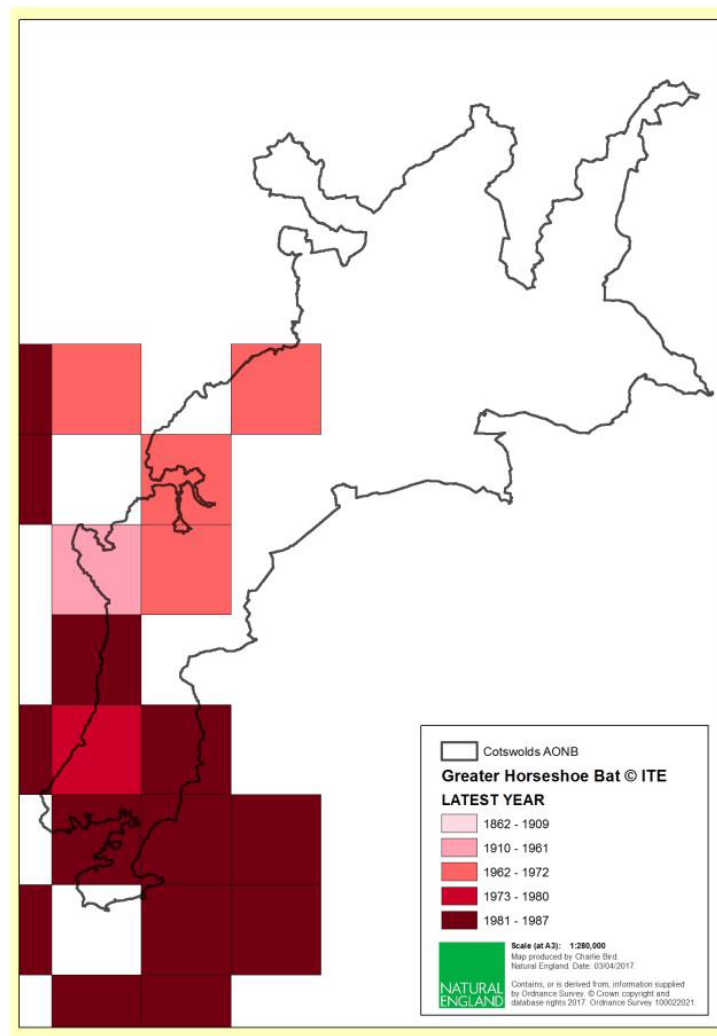 Cotswolds AONB
Greater Horseshoe Bat © ITE
LATEST YEAR
1862 - 1909
1910 - 1961
1962 - 1972
1973 - 1980
1981 - 1987
NATURAL
ENGLAND
Scale (at A3): 1:280,000
Map produced by Charlie Bird.
Natural England. Date: 03/04/2017.
Contains, or is derived from, information supplied
by Ordnance Survey. © Crown copyright and
database rights 2017. Ordnance Survey 100022021.